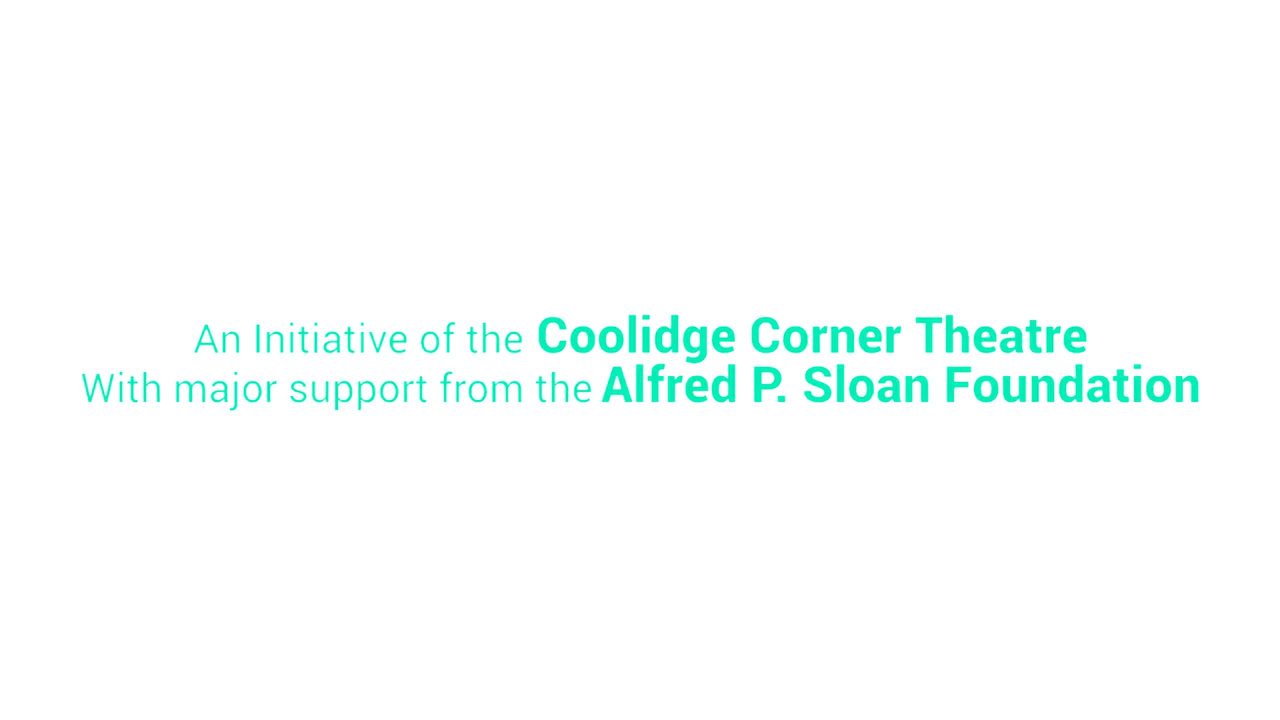 An Initiative of the Coolidge Corner Theatre
With major support from the Alfred P. Sloan Foundation